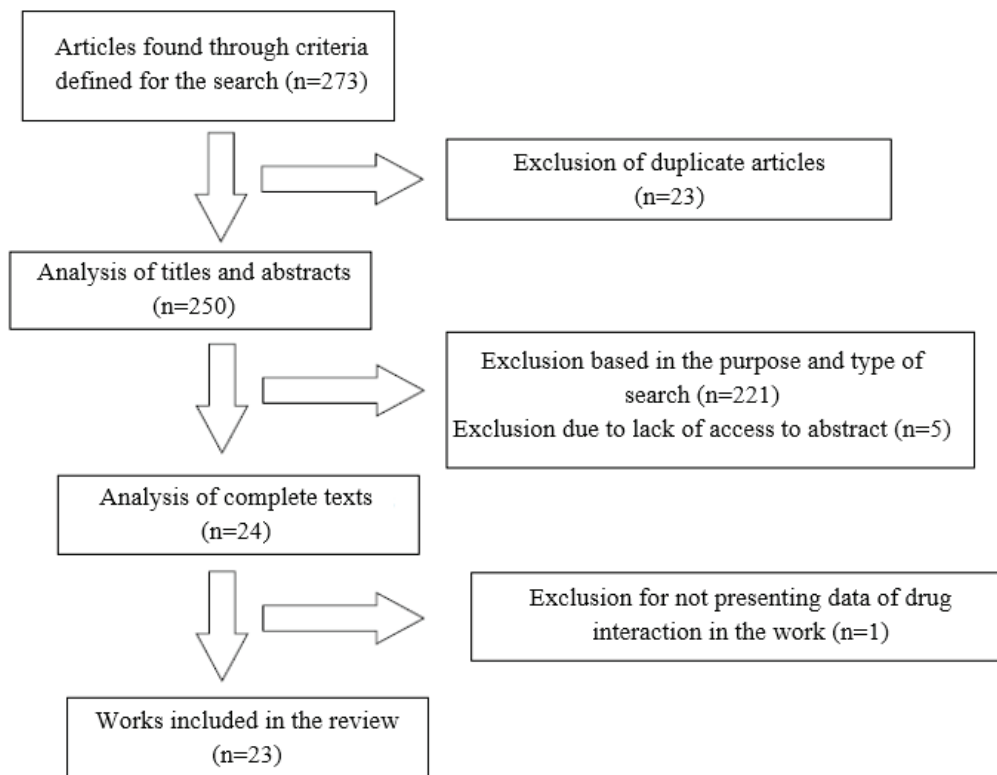 Articles found through criteria
defined for the search (n=273)
Exclusion of duplicate articles
(n=23)
Analysis of titles and abstracts
(n=250)
Exclusion based in the purpose and type of
search (n=221)
Exclusion due to lack of access to abstract (n=5)
Analysis of complete texts
(n=24)
Exclusion for not presenting data of drug
interaction in the work (n=1)
Works included in the review
(n=23)